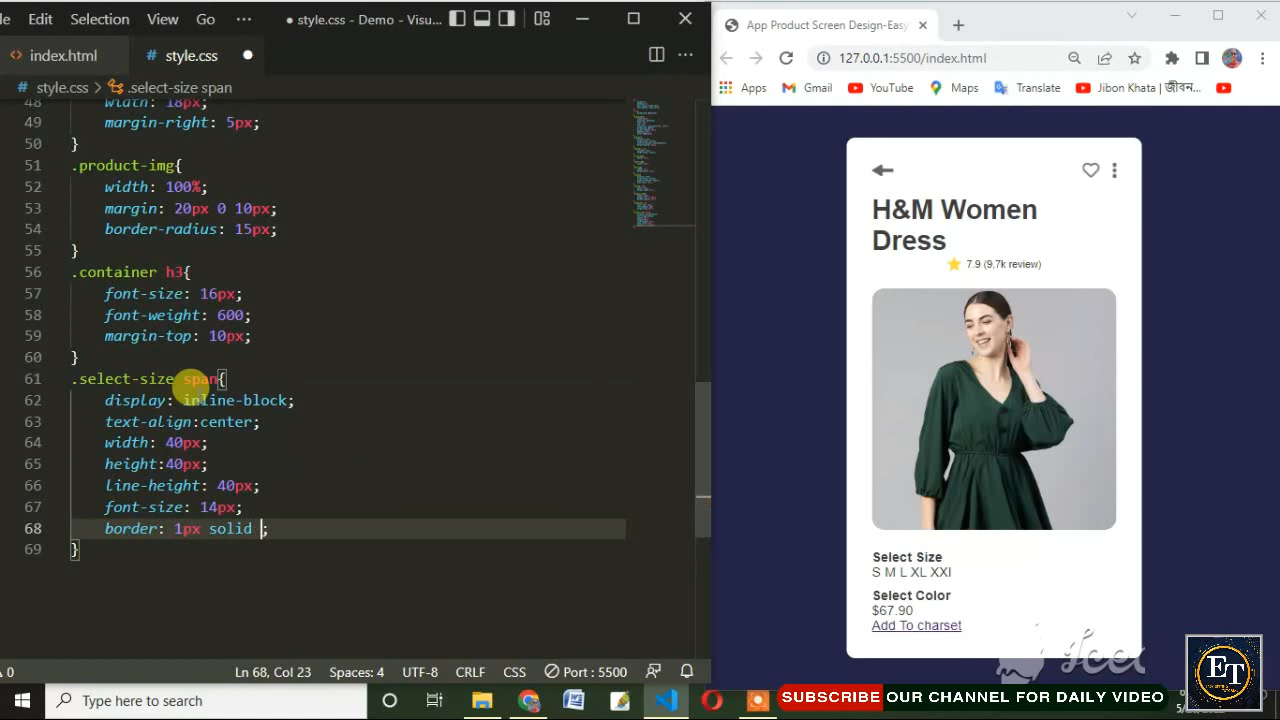 Edit Selection View Go ··· ● style.css - Demo - Visu...
<> index.html # style.css ●
# style.css > .select-size span
48 width: 18px;
49 margin-right: 5px;
50 }
51 .product-img{
52 width: 100%;
53 margin: 20px 0 10px;
54 border-radius: 15px;
55 }
56 .container h3{
57 font-size: 16px;
58 font-weight: 600;
59 margin-top: 10px;
60 }
61 .select-size span{
62 display: inline-block;
63 text-align:center;
64 width: 40px;
65 height:40px;
66 line-height: 40px;
67 font-size: 14px;
68 border: 1px solid ;
69 }
0 Ln 68, Col 23 Spaces: 4 UTF-8 CRLF CSS Port : 5500
Type here to search
App Product Screen Design-Easy
127.0.0.1:5500/index.html
Apps Gmail YouTube Maps Translate Jibon Khata | জীবন...
H&M Women
Dress
7.9 (9,7k review)
Select Size
S M L XL XXl
Select Color
$67.90
Add To charset
SUBSCRIBE OUR CHANNEL FOR DAILY VIDEO
ET